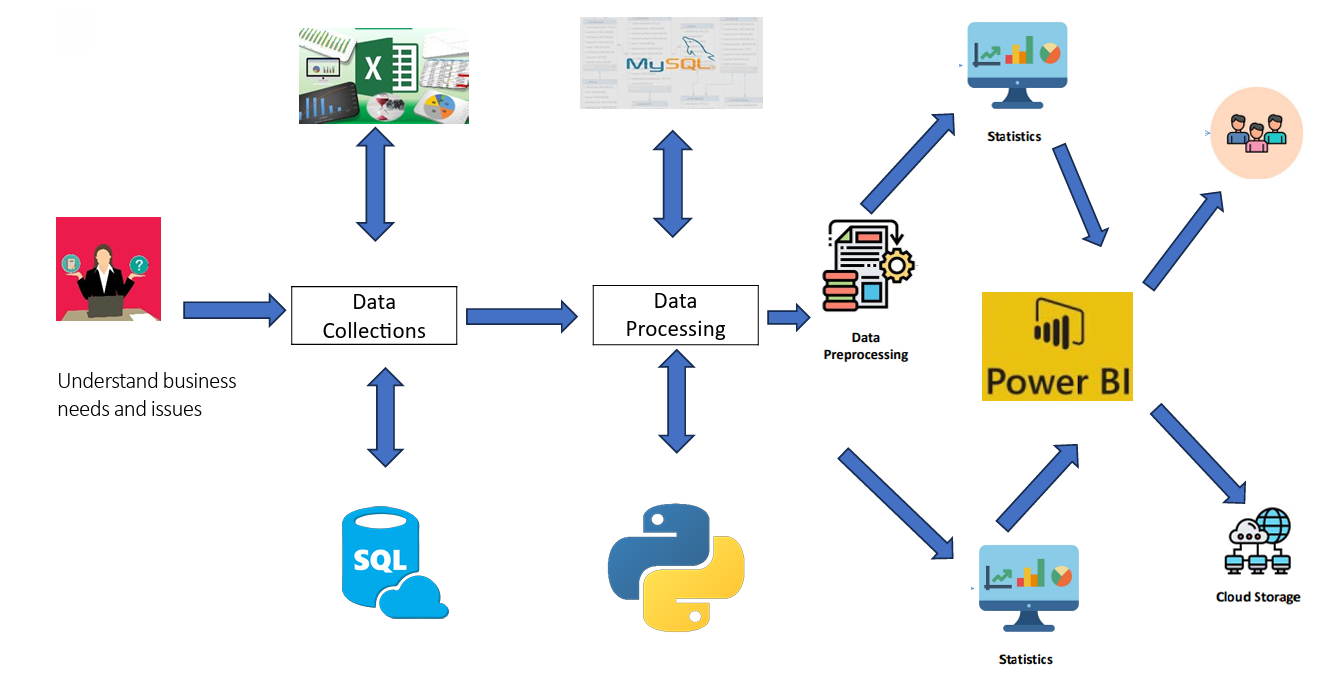 X
MySQL
Statistics
Data
Collections
Data
Processing
Data
Preprocessing
Power BI
?
Understand business
needs and issues
SQL
Cloud Storage
Statistics